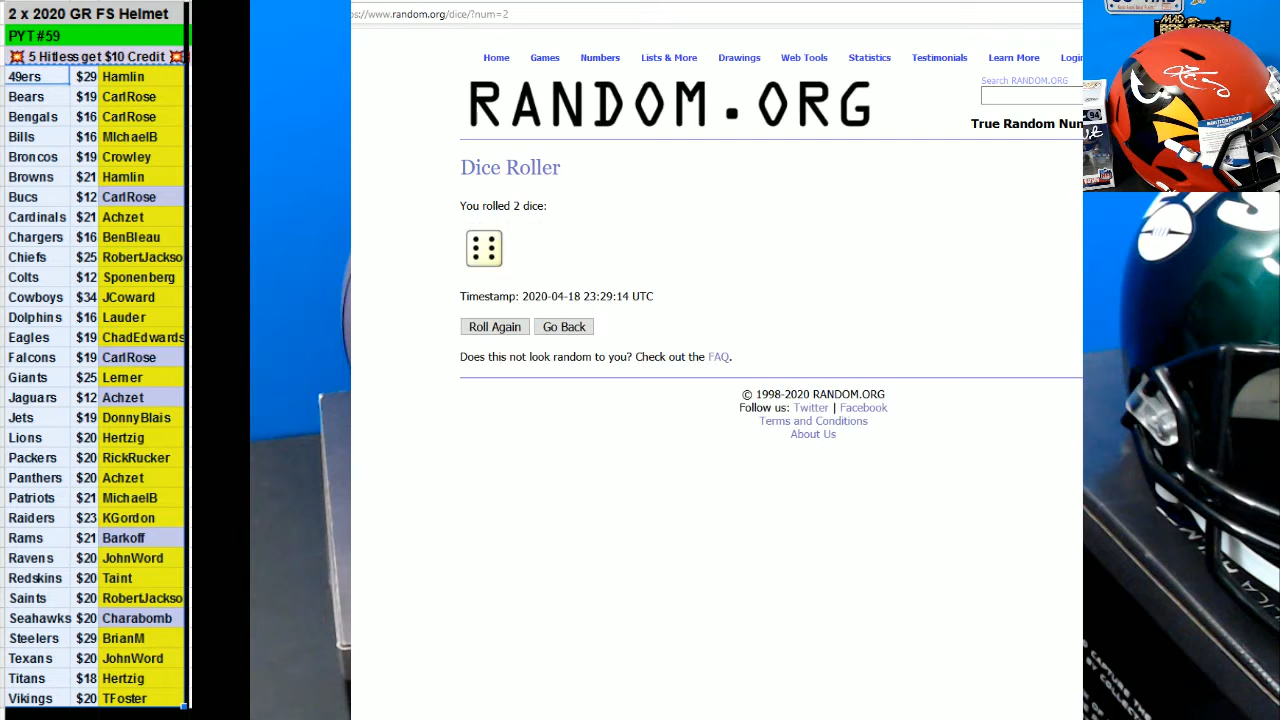 2 x 2020 GR FS Helmet
PYT #59
💥 5 Hitless get $10 Credit 💥
49ers $29 Hamlin
Bears $19 CarlRose
Bengals $16 CarlRose
Bills $16 MIchaelB
Broncos $19 Crowley
Browns $21 Hamlin
Bucs $12 CarlRose
Cardinals $21 Achzet
Chargers $16 BenBleau
Chiefs $25 RobertJackso
Colts $12 Sponenberg
Cowboys $34 JCoward
Dolphins $16 Lauder
Eagles $19 ChadEdwards
Falcons $19 CarlRose
Giants $25 Lerner
Jaguars $12 Achzet
Jets $19 DonnyBlais
Lions $20 Hertzig
Packers $20 RickRucker
Panthers $20 Achzet
Patriots $21 MichaelB
Raiders $23 KGordon
Rams $21 Barkoff
Ravens $20 JohnWord
Redskins $20 Taint
Saints $20 RobertJackso
Seahawks $20 Charabomb
Steelers $29 BrianM
Texans $20 JohnWord
Titans $18 Hertzig
Vikings $20 TFoster
s://www.random.org/dice/?num=2
Home Games Numbers Lists & More Drawings Web Tools Statistics Testimonials Learn More Login
RANDOM.ORG
Search RANDOM.ORG
True Random Num
Dice Roller
You rolled 2 dice:
Timestamp: 2020-04-18 23:29:14 UTC
Roll Again Go Back
Does this not look random to you? Check out the FAQ.
© 1998-2020 RANDOM.ORG
Follow us: Twitter | Facebook
Terms and Conditions
About Us
MAD